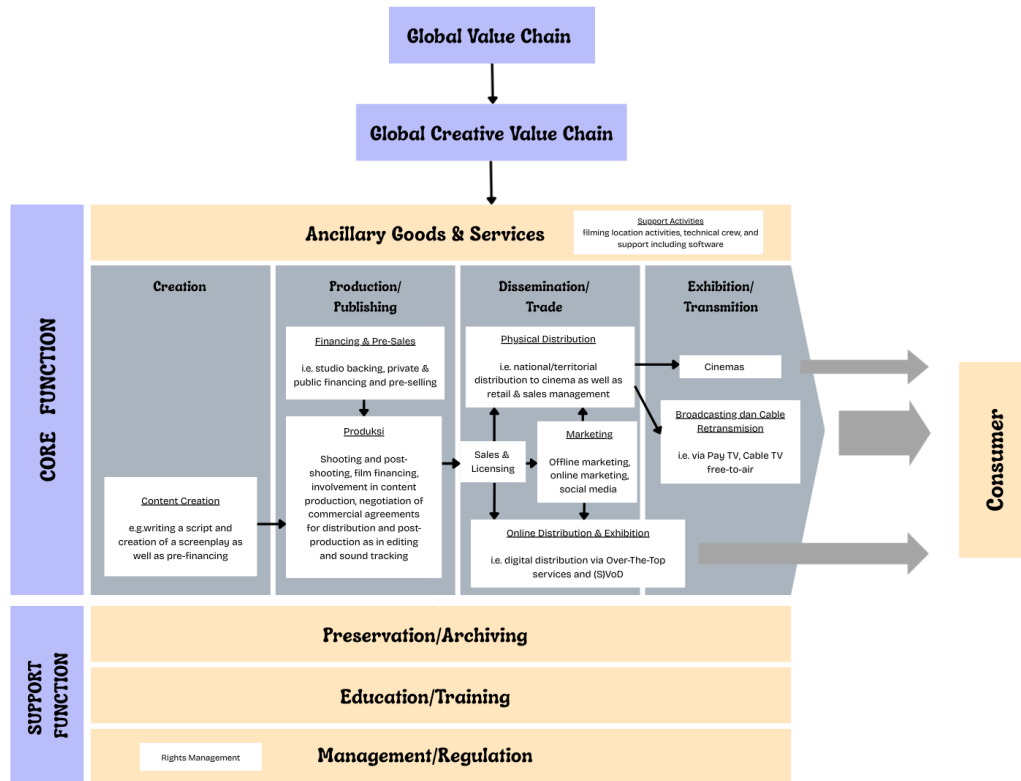 Global Value Chain
Global Creative Value Chain
CORE FUNCTION
Ancillary Goods & Services
Support Activities
filming location activities, technical crew, and
support including software
Creation
Content Creation
e.g.writing a script and
creation of a screenplay as
well as pre-financing
Production/
Publishing
Financing & Pre-Sales
i.e. studio backing, private &
public financing and pre-selling
Produksi
Shooting and post-
shooting, film financing,
involvement in content
production, negotiation of
commercial agreements
for distribution and post-
production as in editing
and sound tracking
Dissemination/
Trade
Physical Distribution
i.e. national/territorial
distribution to cinema as well as
retail & sales management
Sales &
Licensing
Marketing
Offline marketing,
online marketing,
social media
Online Distribution & Exhibition
i.e. digital distribution via Over-The-Top
services and (S)VoD
Exhibition/
Transmition
Cinemas
Broadcasting dan Cable
Retransmision
i.e. via Pay TV, Cable TV
free-to-air
Consumer
SUPPORT
FUNCTION
Preservation/Archiving
Education/Training
Rights Management
Management/Regulation